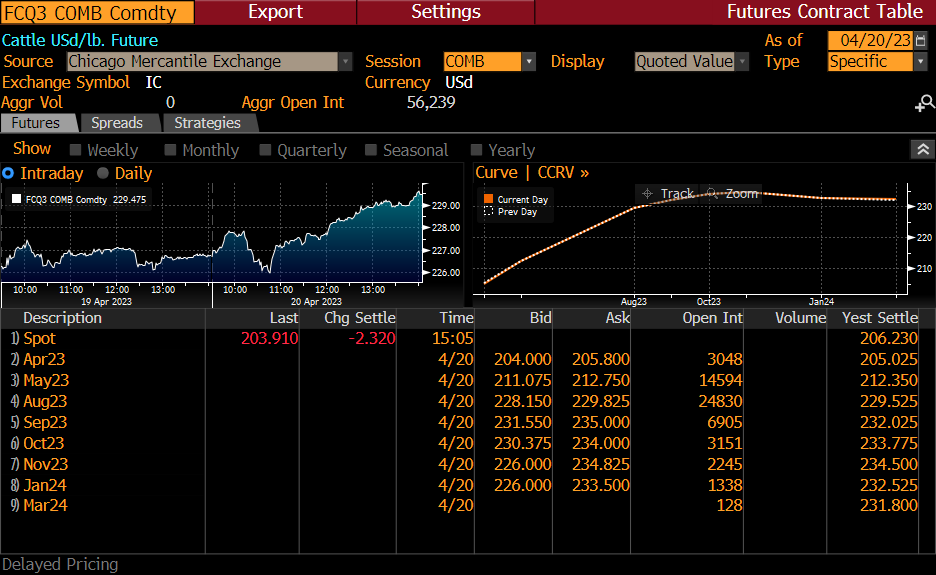 FCQ3 COMB Comdty Export Settings Futures Contract Table
Cattle USd/lb. Future As of 04/20/23
Source Chicago Mercantile Exchange Session COMB Display Quoted Value Type Specific
Exchange Symbol IC Currency USd
Aggr Vol 0 Aggr Open Int 56,239
Futures Spreads Strategies
Show Weekly Monthly Quarterly Seasonal Yearly
Intraday Daily Curve | CCRV »
FCQ3 COMB Comdty 229.475
229.00
228.00
227.00
226.00
10:00 11:00 12:00 13:00 10:00 11:00 12:00 13:00
19 Apr 2023 20 Apr 2023
Track Zoom
Current Day
Prev Day
230
220
210
Aug23 Oct23 Jan24
Description Last Chg Settle Time Bid Ask Open Int Volume Yest Settle
1) Spot 203.910 -2.320 15:05 206.230
2) Apr23 4/20 204.000 205.800 3048 205.025
3) May23 4/20 211.075 212.750 14594 212.350
4) Aug23 4/20 228.150 229.825 24830 229.525
5) Sep23 4/20 231.550 235.000 6905 232.025
6) Oct23 4/20 230.375 234.000 3151 233.775
7) Nov23 4/20 226.000 234.825 2245 234.500
8) Jan24 4/20 226.000 233.500 1338 232.525
9) Mar24 4/20 128 231.800
Delayed Pricing